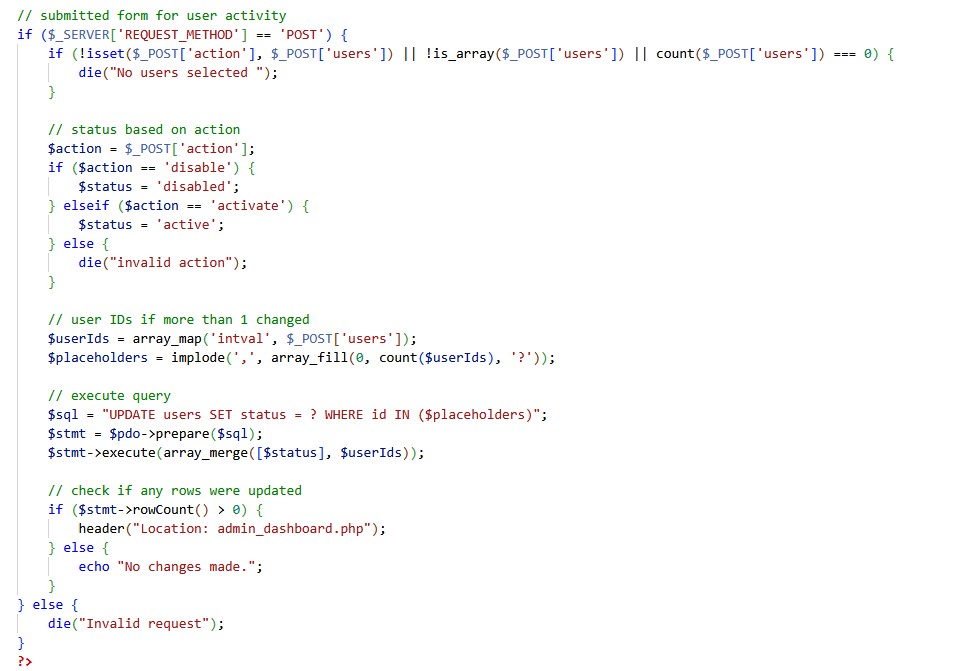 // submitted form for user activity
if ($_SERVER['REQUEST_METHOD'] == 'POST') {
    if (!isset($_POST['action'], $_POST['users']) || !is_array($_POST['users']) || count($_POST['users']) === 0) {
        die("No users selected ");
    }

    // status based on action
    $action = $_POST['action'];
    if ($action == 'disable') {
        $status = 'disabled';
    } elseif ($action == 'activate') {
        $status = 'active';
    } else {
        die("invalid action");
    }

    // user IDs if more than 1 changed
    $userIds = array_map('intval', $_POST['users']);
    $placeholders = implode(',', array_fill(0, count($userIds), '?'));

    // execute query
    $sql = "UPDATE users SET status = ? WHERE id IN ($placeholders)";
    $stmt = $pdo->prepare($sql);
    $stmt->execute(array_merge([$status], $userIds));

    // check if any rows were updated
    if ($stmt->rowCount() > 0) {
        header("Location: admin_dashboard.php");
    } else {
        echo "No changes made.";
    }
} else {
    die("Invalid request");
}
?>